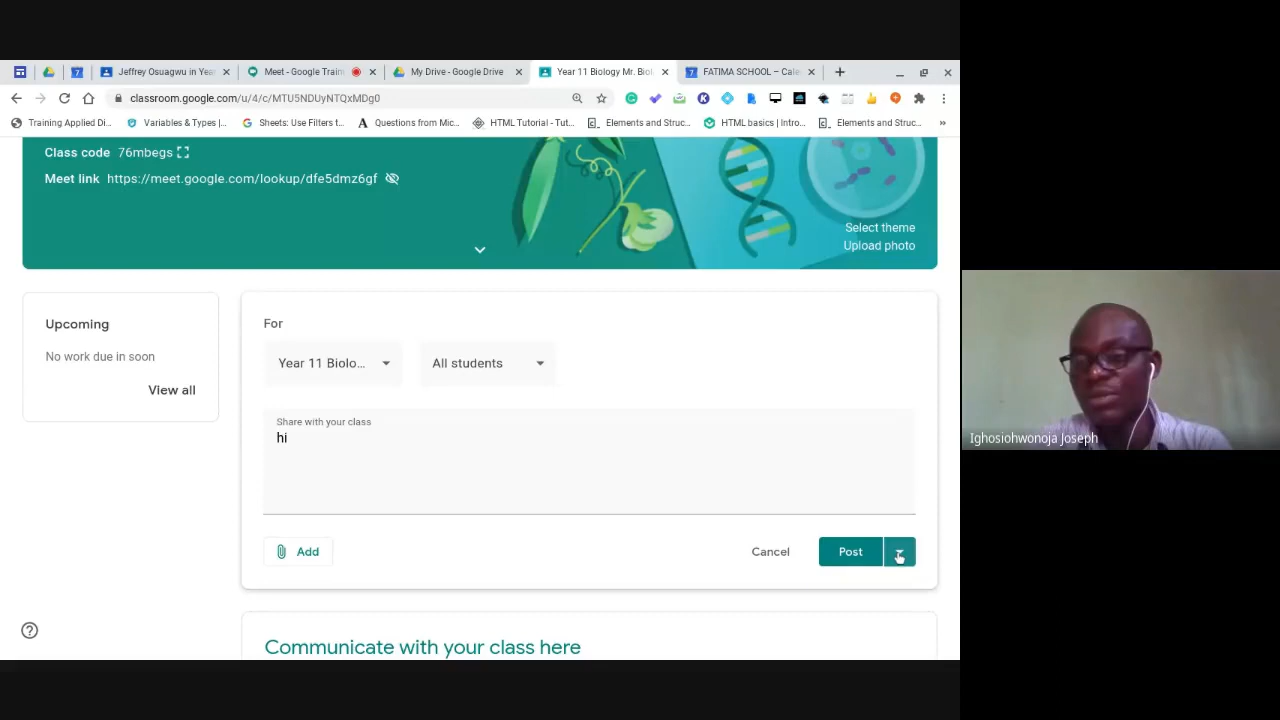 Jeffrey Osuagwu in Year
Meet - Google Train
My Drive - Google Drive
Year 11 Biology Mr. Biol
FATIMA SCHOOL – Cale
classroom.google.com/u/4/c/MTU5NDUyNTQxMDg0
Training Applied Di...
Variables & Types |...
Sheets: Use Filters t...
Questions from Mic...
HTML Tutorial - Tut...
Elements and Struc...
HTML basics | Intro...
Elements and Struc...
»
Class code 76mbegs
Meet link https://meet.google.com/lookup/dfe5dmz6gf
Select theme
Upload photo
Upcoming
No work due in soon
View all
For
Year 11 Biolo...
All students
Share with your class
hi
Add
Cancel
Post
Communicate with your class here
Ighosiohwonoja Joseph